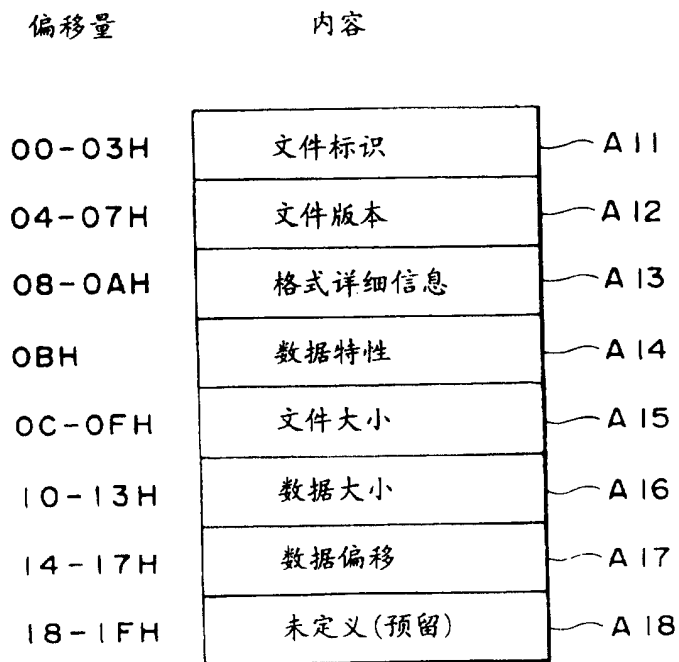 偏移量 内容
00-03H 文件标识 A11
04-07H 文件版本 A12
08-0AH 格式详细信息 A13
0BH 数据特性 A14
0C-0FH 文件大小 A15
10-13H 数据大小 A16
14-17H 数据偏移 A17
18-1FH 未定义(预留) A18